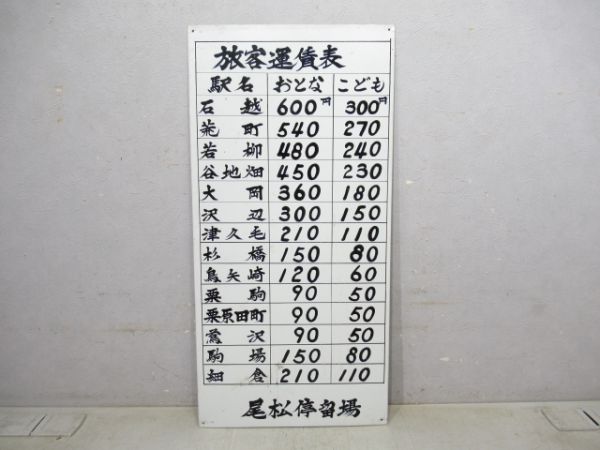 旅客運賃表
駅名 おとな こども
石越 600円 300円
荒町 540 270
若柳 480 240
谷地畑 450 230
大岡 360 180
沢辺 300 150
津久毛 210 110
杉橋 150 80
鳥矢崎 120 60
栗駒 90 50
栗原田町 90 50
鶯沢 90 50
駒場 150 80
細倉 210 110
尾松停留場